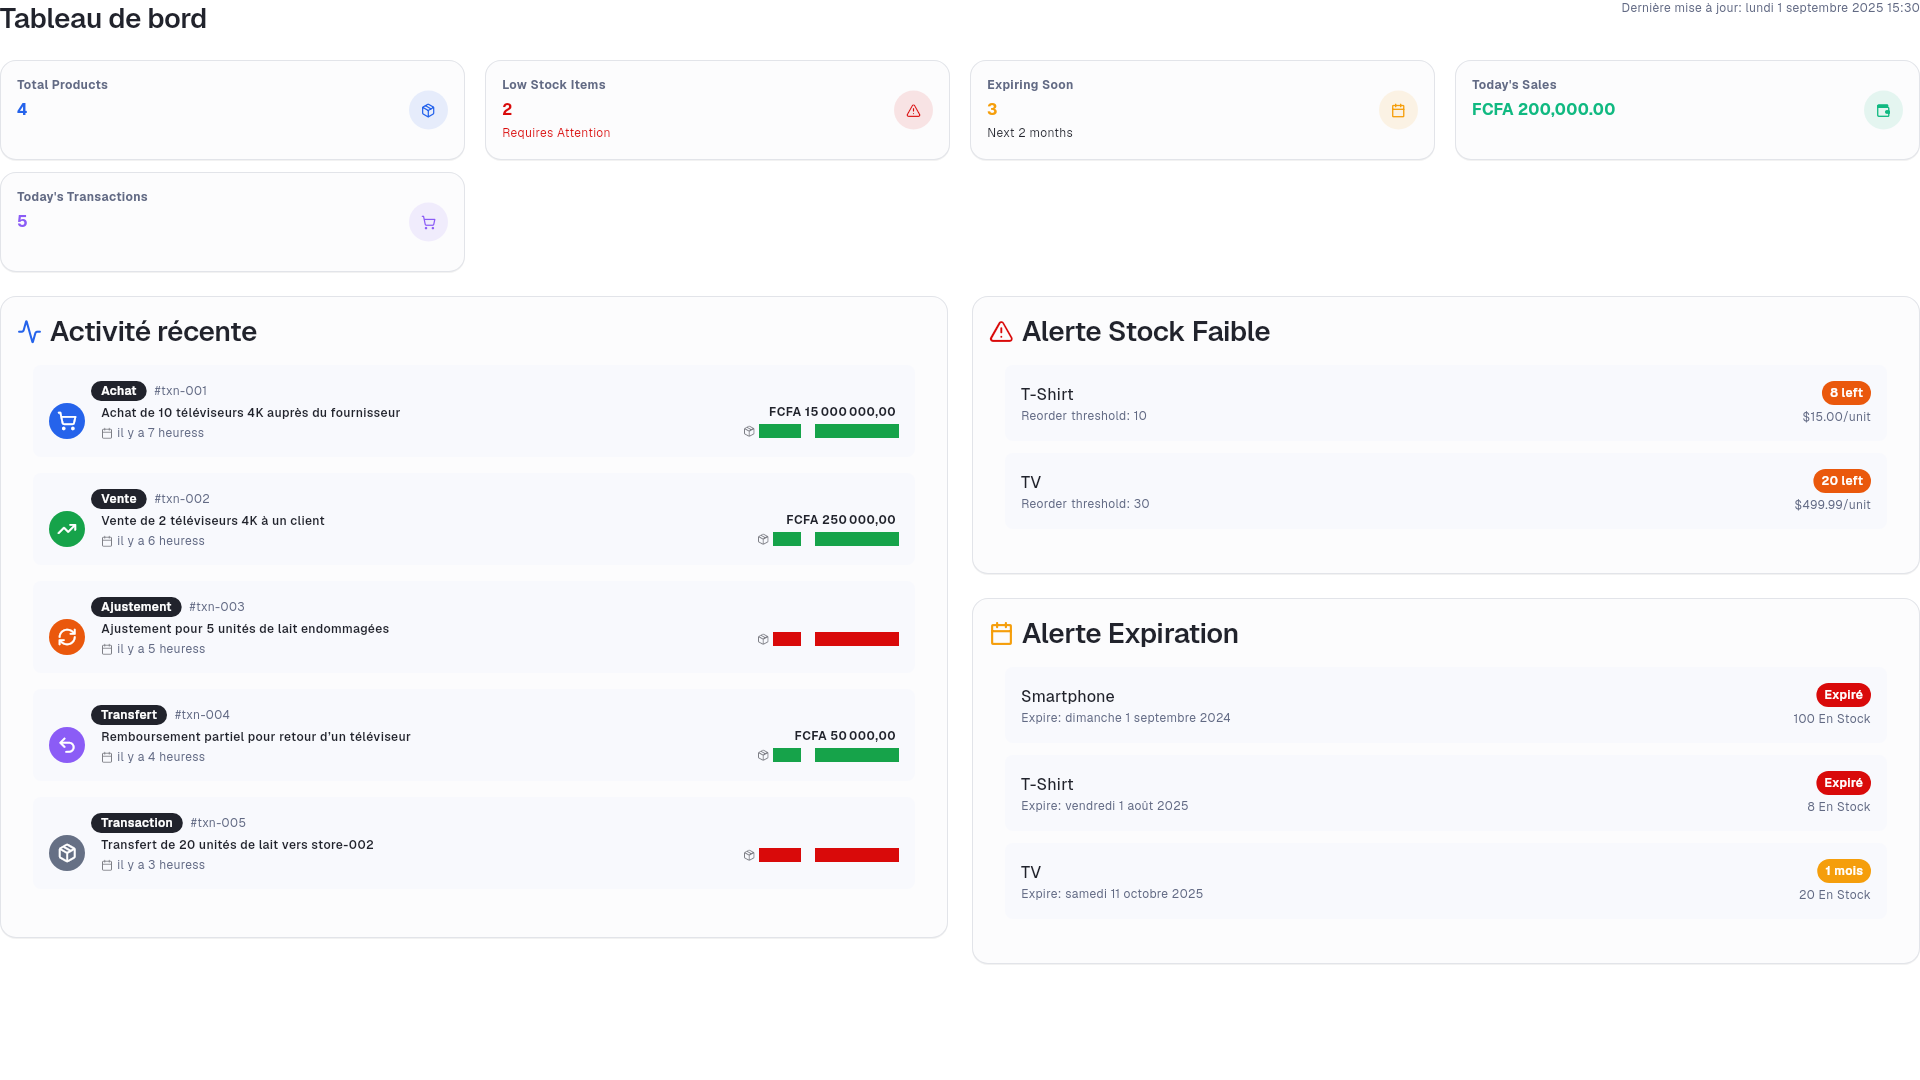 Tableau de bord
Dernière mise à jour: lundi 1 septembre 2025 15:30
Total Products
4
Low Stock Items
2
Requires Attention
Expiring Soon
3
Next 2 months
Today's Sales
FCFA 200,000.00
Today's Transactions
5
Activité récente
Achat #txn-001
Achat de 10 téléviseurs 4K auprès du fournisseur
il y a 7 heuress
FCFA 15 000 000,00
Vente #txn-002
Vente de 2 téléviseurs 4K à un client
il y a 6 heuress
FCFA 250 000,00
Ajustement #txn-003
Ajustement pour 5 unités de lait endommagées
il y a 5 heuress
Transfert #txn-004
Remboursement partiel pour retour d'un téléviseur
il y a 4 heuress
FCFA 50 000,00
Transaction #txn-005
Transfert de 20 unités de lait vers store-002
il y a 3 heuress
Alerte Stock Faible
T-Shirt
8 left
Reorder threshold: 10
$15.00/unit
TV
20 left
Reorder threshold: 30
$499.99/unit
Alerte Expiration
Smartphone
Expiré
Expire: dimanche 1 septembre 2024
100 En Stock
T-Shirt
Expiré
Expire: vendredi 1 août 2025
8 En Stock
TV
1 mois
Expire: samedi 11 octobre 2025
20 En Stock